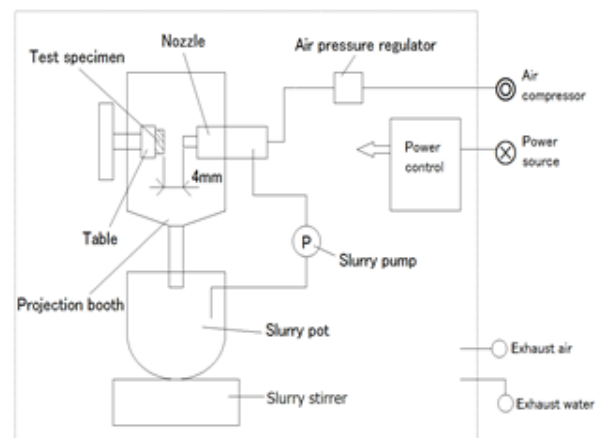 Nozzle
Air pressure regulator
Test specimen
Air
compressor
Power
control
Power
source
4mm
Table
P
Slurry pump
Projection booth
Slurry pot
Exhaust air
Slurry stirrer
Exhaust water